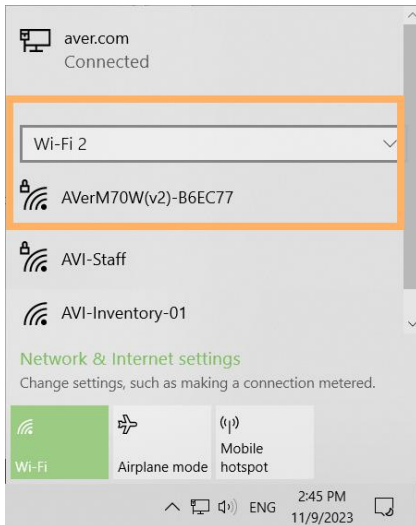 aver.com
Connected
Wi-Fi 2
AVerM70W(v2)-B6EC77
AVI-Staff
AVI-Inventory-01
Network & Internet settings
Change settings, such as making a connection metered.
Wi-Fi
Airplane mode
Mobile
hotspot
ENG
2:45 PM
11/9/2023